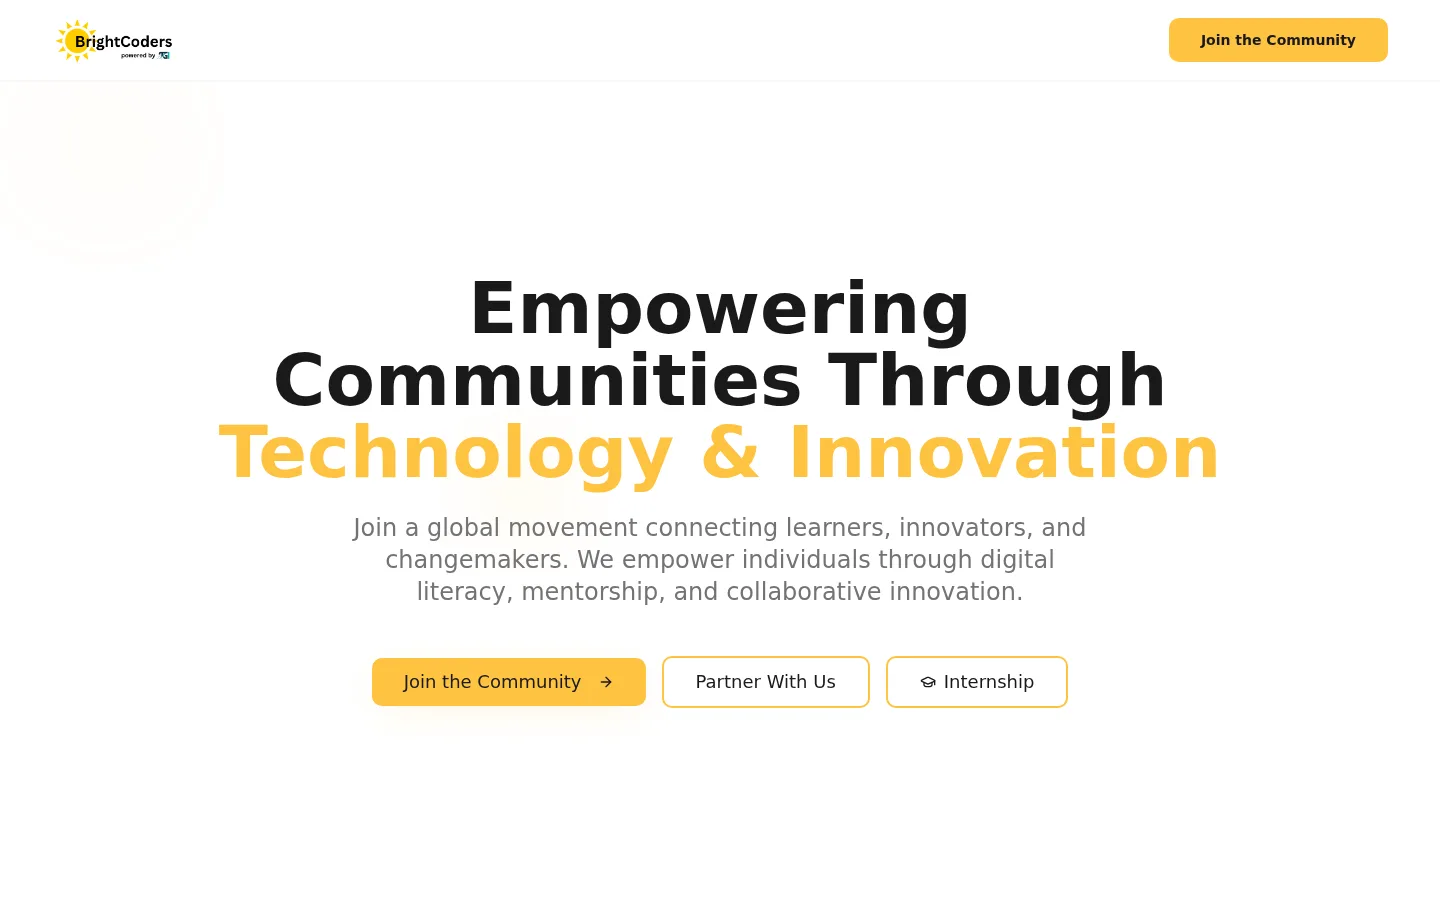 BrightCoders
powered by
Join the Community
Empowering
Communities Through
Technology & Innovation
Join a global movement connecting learners, innovators, and
changemakers. We empower individuals through digital
literacy, mentorship, and collaborative innovation.
Join the Community
Partner With Us
Internship